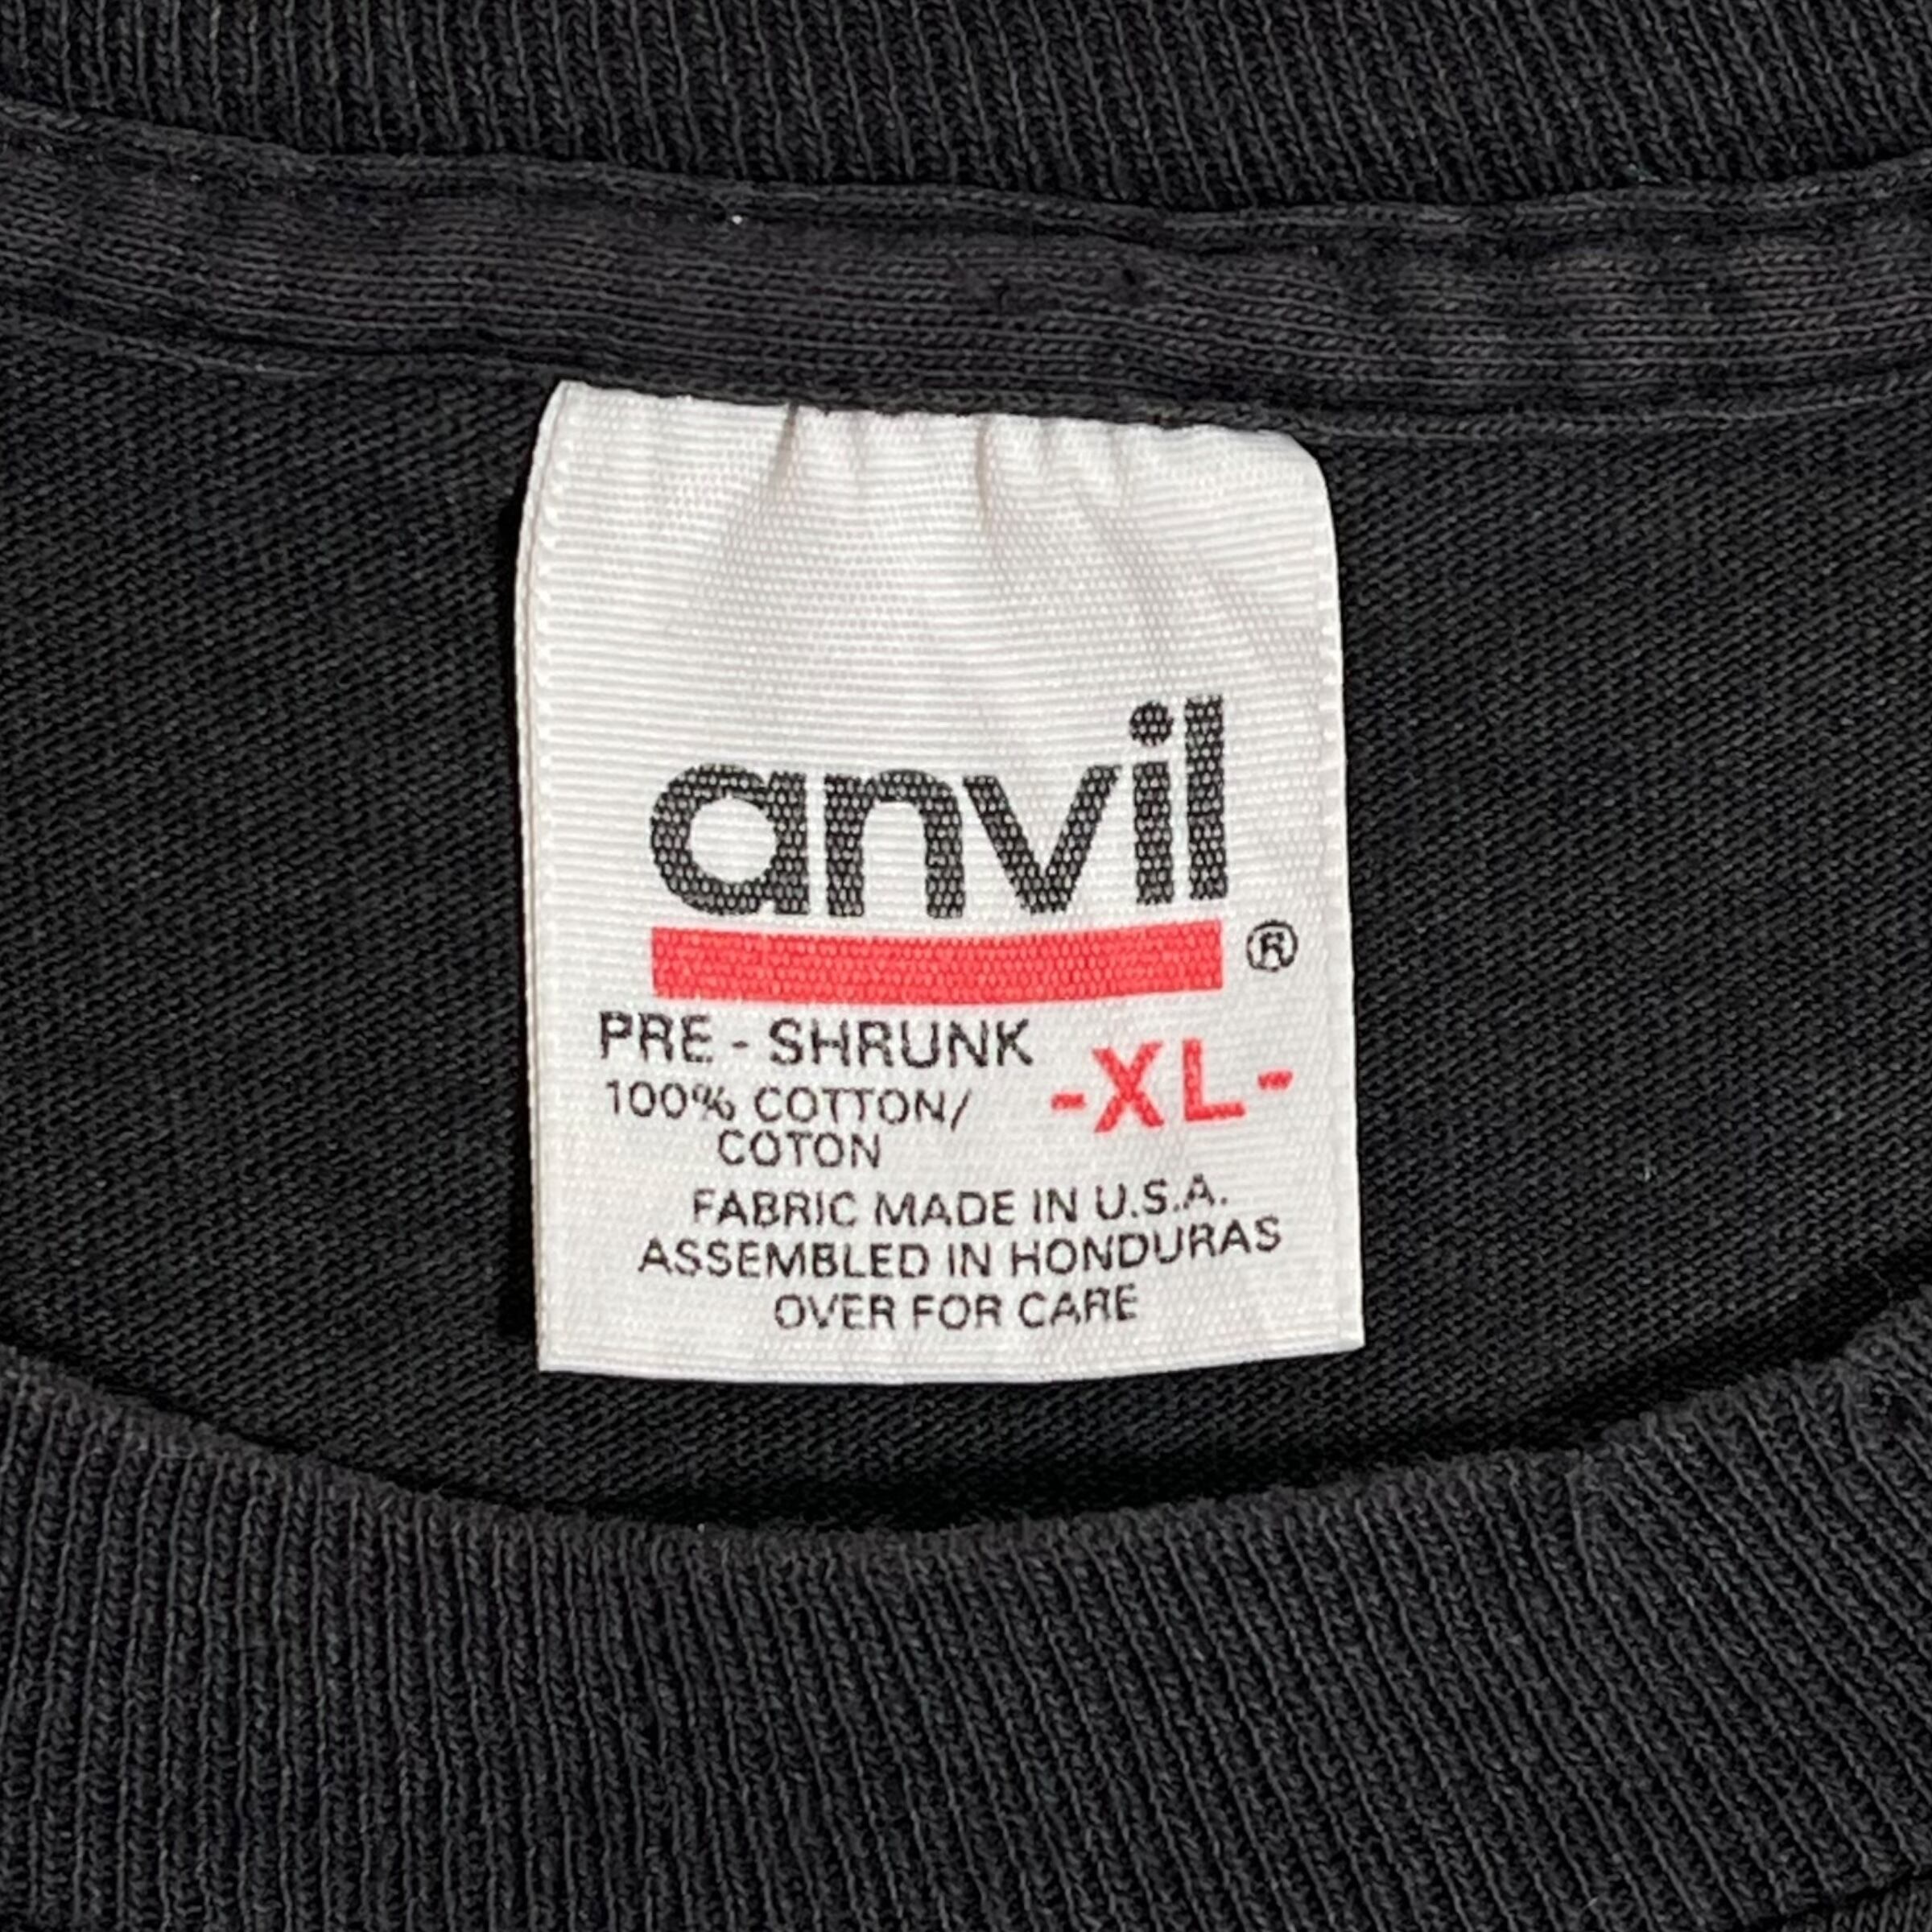 anvil
®
PRE - SHRUNK
-XL-
100% COTTON/
COTON
FABRIC MADE IN U.S.A.
ASSEMBLED IN HONDURAS
OVER FOR CARE